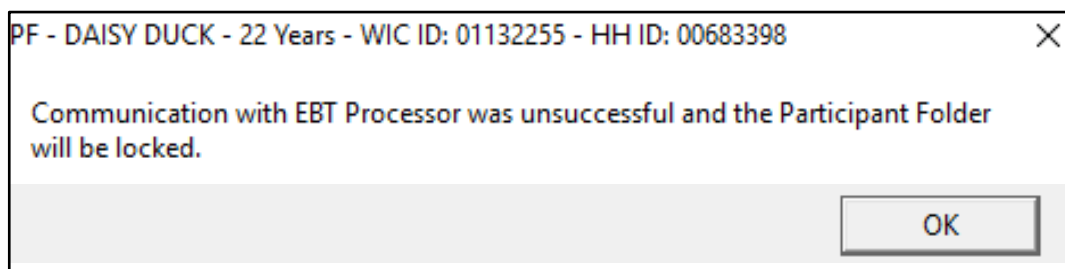 PF - DAISY DUCK - 22 Years - WIC ID: 01132255 - HH ID: 00683398
Communication with EBT Processor was unsuccessful and the Participant Folder
will be locked.
OK